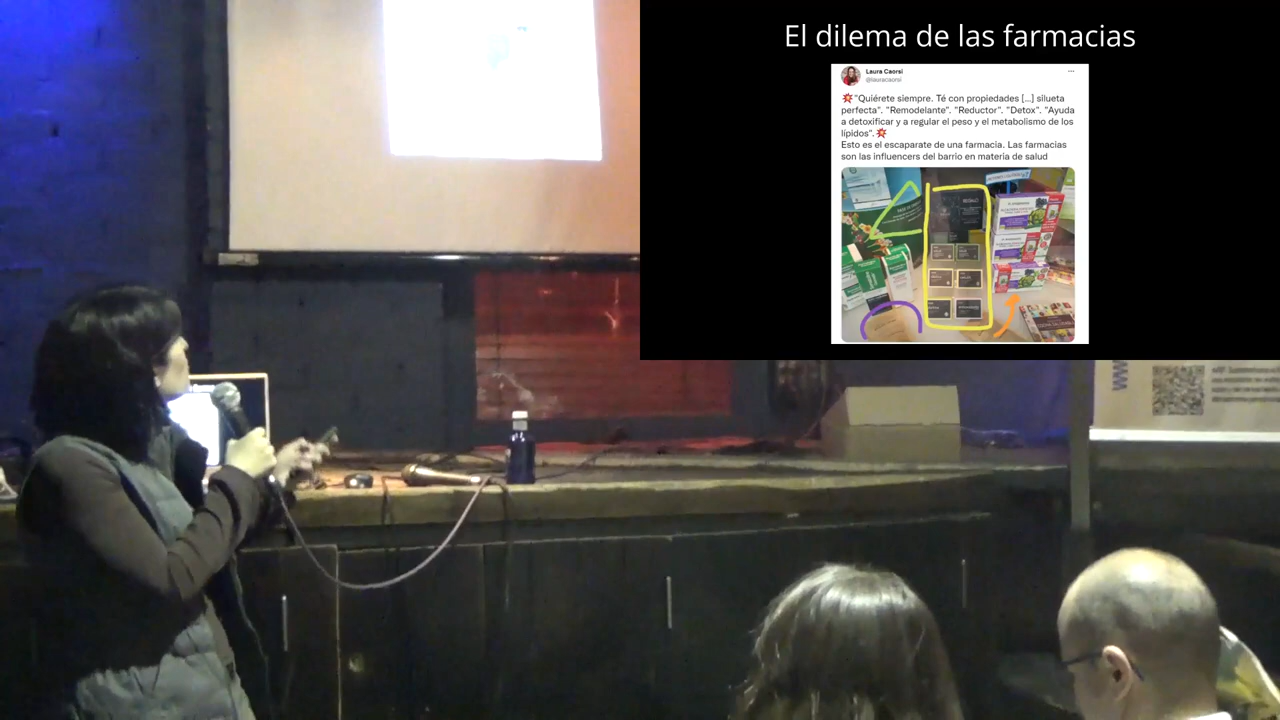 El dilema de las farmacias
Laura Caorsi
@lauracaorsi
"Quiérete siempre. Té con propiedades [...] silueta
perfecta". "Remodelante". "Reductor". "Detox". "Ayuda
a detoxificar y a regular el peso y el metabolismo de los
lípidos".
Esto es el escaparate de una farmacia. Las farmacias
son las influencers del barrio en materia de salud